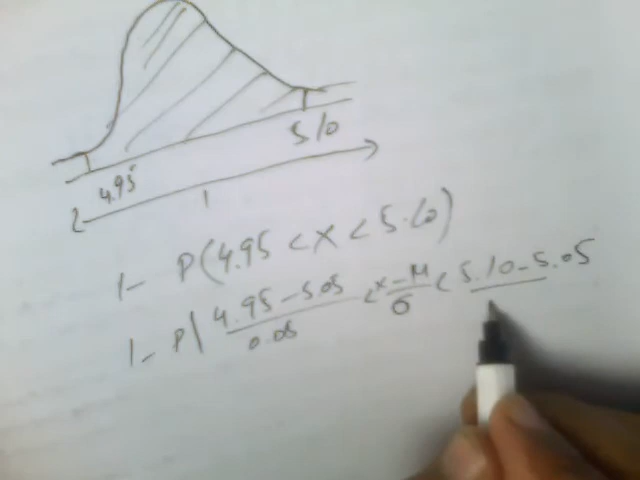 4.95
5.10
1
1- P(4.95 < X < 5.10)
1- P| 4.95 - 5.05 / 0.05 < X - M / σ < 5.10 - 5.05